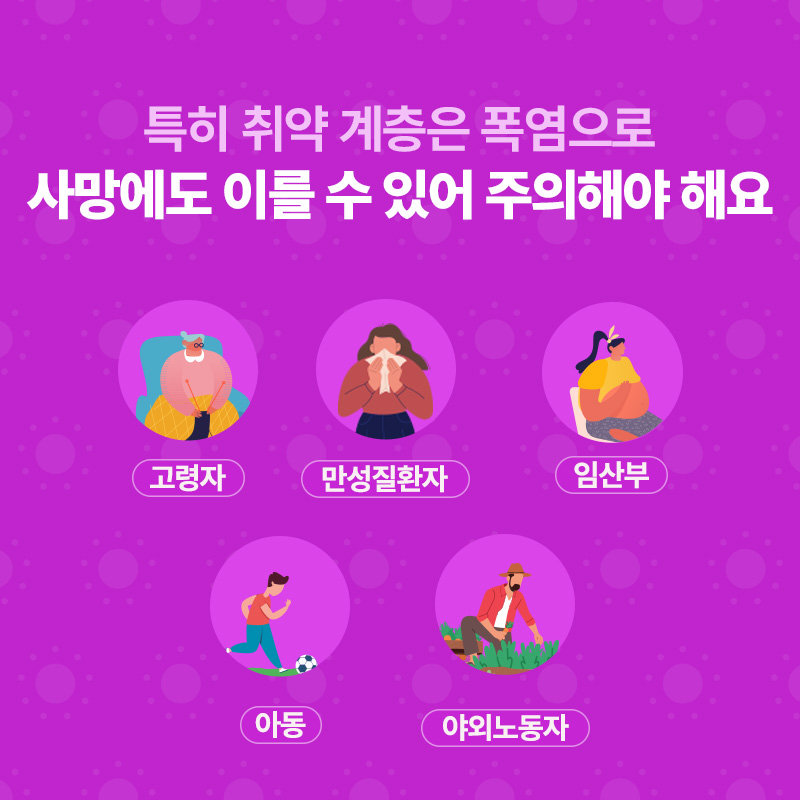 특히 취약 계층은 폭염으로
사망에도 이를 수 있어 주의해야 해요
고령자
만성질환자
임산부
아동
야외노동자